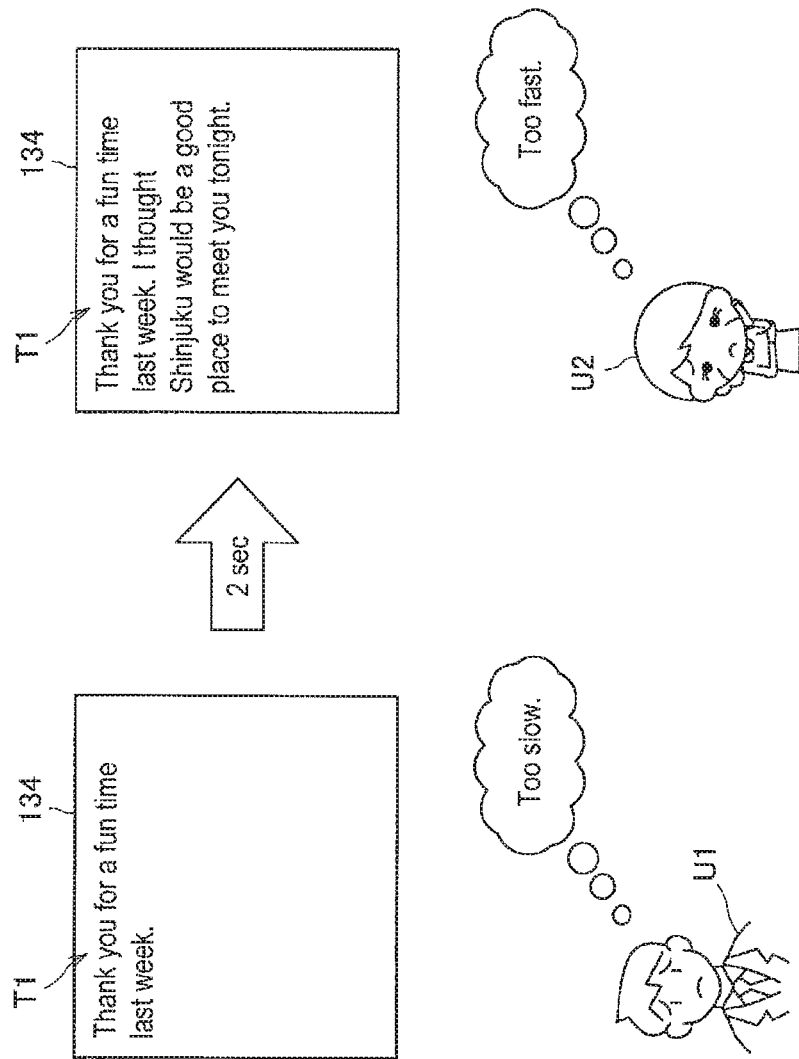 T1
134
Thank you for a fun time
last week.
2 sec
T1
134
Thank you for a fun time
last week. I thought
Shinjuku would be a good
place to meet you tonight.
Too slow.
U1
Too fast.
U2